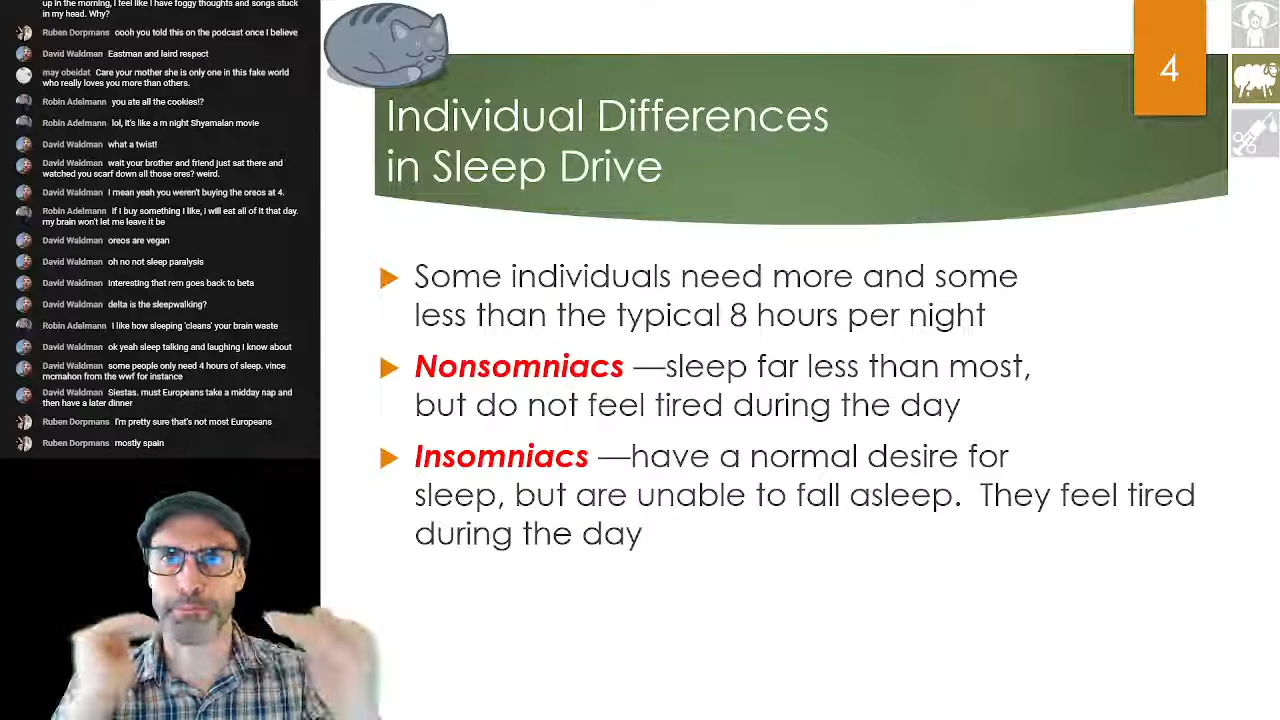 up in the morning, I feel like I have foggy thoughts and songs stuck
in my head. Why?
Ruben Dorpmans oooh you told this on the podcast once I believe
David Waldman Eastman and laird respect
may obeidat Care your mother she is only one in this fake world
who really loves you more than others.
Robin Adelmann you ate all the cookies!?
Robin Adelmann lol, it's like a m night Shyamalan movie
David Waldman what a twist!
David Waldman wait your brother and friend just sat there and
watched you scarf down all those ores? weird.
David Waldman I mean yeah you weren't buying the oreos at 4.
Robin Adelmann If I buy something I like, I will eat all of it that day.
my brain won't let me leave it be
David Waldman oreos are vegan
David Waldman oh no not sleep paralysis
David Waldman Interesting that rem goes back to beta
David Waldman delta is the sleepwalking?
Robin Adelmann I like how sleeping 'cleans' your brain waste
David Waldman ok yeah sleep talking and laughing I know about
David Waldman some people only need 4 hours of sleep. vince
mcmahon from the wwf for instance
David Waldman Siestas. must Europeans take a midday nap and
then have a later dinner
Ruben Dorpmans I'm pretty sure that's not most Europeans
Ruben Dorpmans mostly spain
4
Individual Differences
in Sleep Drive
Some individuals need more and some
less than the typical 8 hours per night
Nonsomniacs —sleep far less than most,
but do not feel tired during the day
Insomniacs —have a normal desire for
sleep, but are unable to fall asleep. They feel tired
during the day